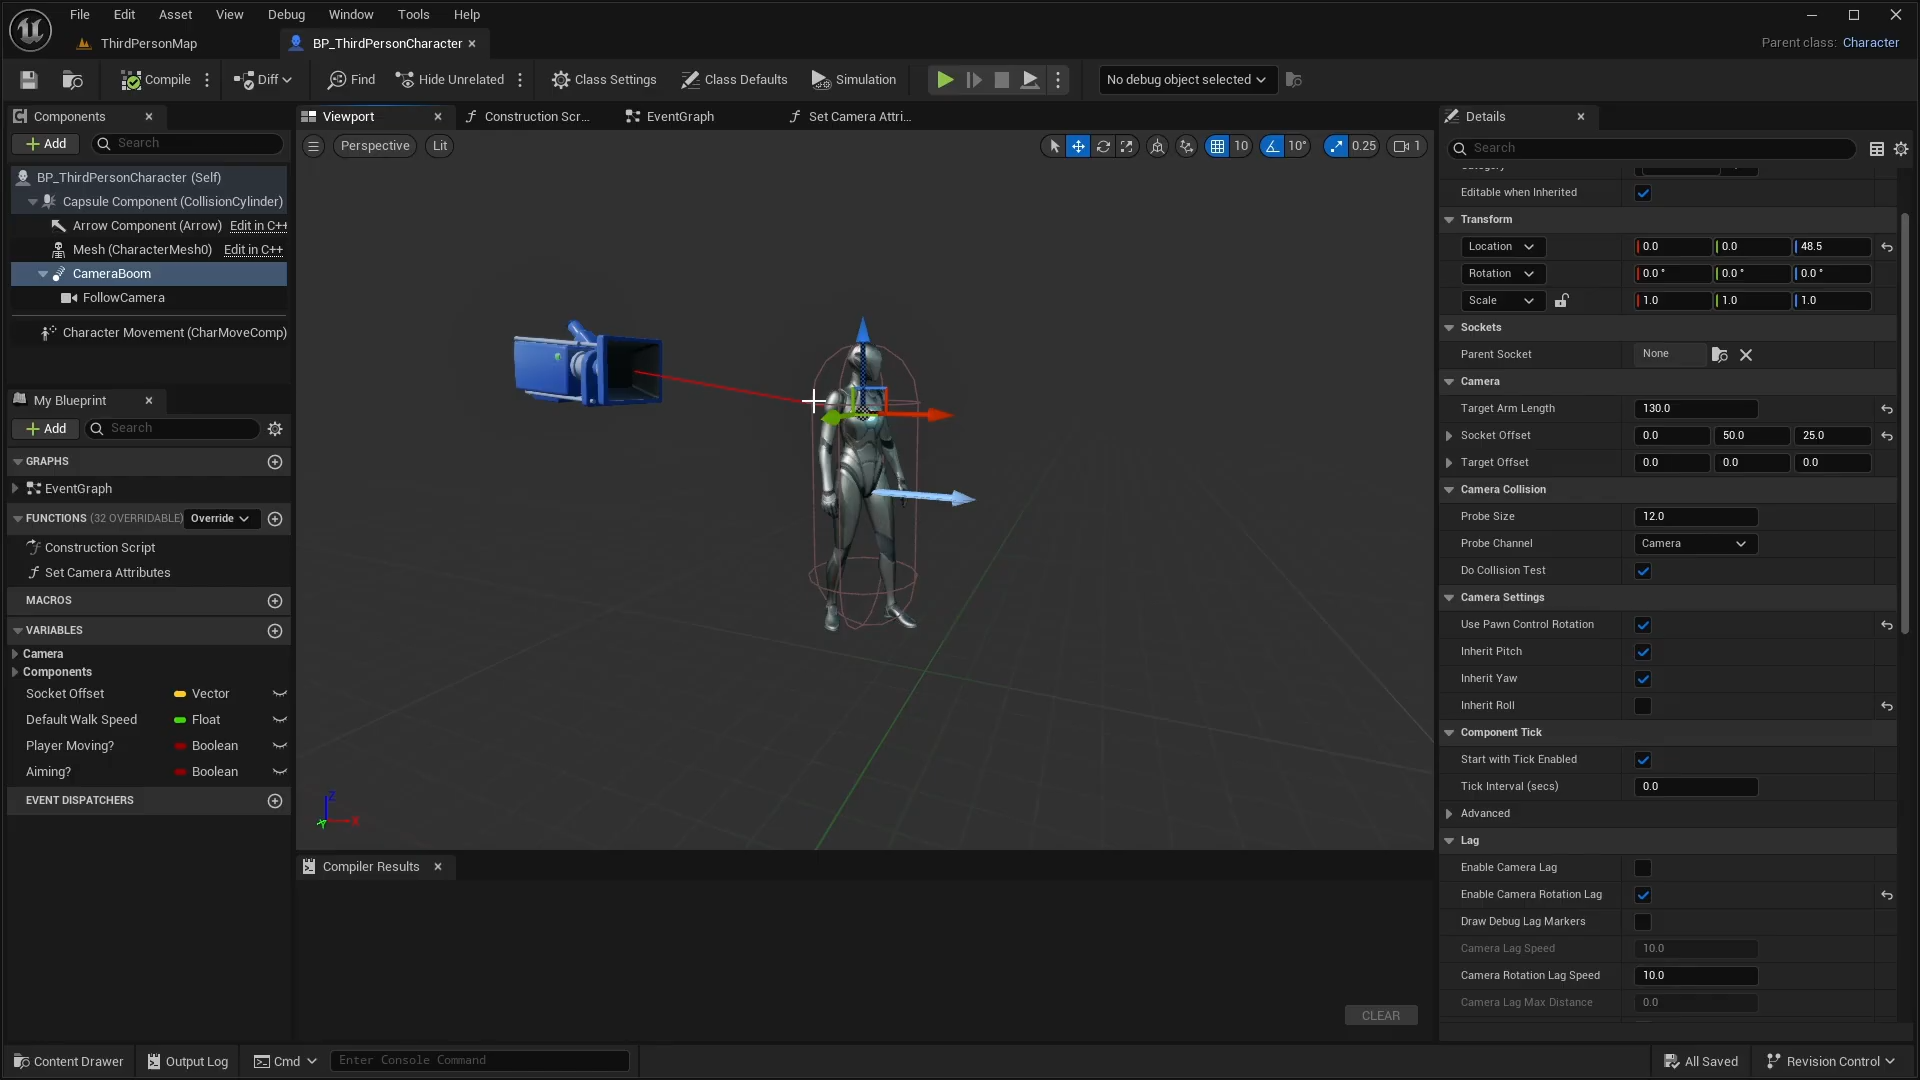 File Edit Asset View Debug Window Tools Help
ThirdPersonMap
BP_ThirdPersonCharacter
Parent class: Character
Compile
Diff
Find
Hide Unrelated
Class Settings
Class Defaults
Simulation
No debug object selected
Components
Add
Search
BP_ThirdPersonCharacter (Self)
Capsule Component (CollisionCylinder)
Arrow Component (Arrow) Edit in C++
Mesh (CharacterMesh0) Edit in C++
CameraBoom
FollowCamera
Character Movement (CharMoveComp)
My Blueprint
Add
Search
GRAPHS
EventGraph
FUNCTIONS (32 OVERRIDABLE) Override
Construction Script
Set Camera Attributes
MACROS
VARIABLES
Camera
Components
Socket Offset Vector
Default Walk Speed Float
Player Moving? Boolean
Aiming? Boolean
EVENT DISPATCHERS
Viewport
Construction Scr...
EventGraph
Set Camera Attri...
Perspective
Lit
10
10°
0.25
1
Z
X
Y
Compiler Results
CLEAR
Details
Search
Editable when Inherited
Transform
Location 0.0 0.0 48.5
Rotation 0.0 ° 0.0 ° 0.0 °
Scale 1.0 1.0 1.0
Sockets
Parent Socket None
Camera
Target Arm Length 130.0
Socket Offset 0.0 50.0 25.0
Target Offset 0.0 0.0 0.0
Camera Collision
Probe Size 12.0
Probe Channel Camera
Do Collision Test
Camera Settings
Use Pawn Control Rotation
Inherit Pitch
Inherit Yaw
Inherit Roll
Component Tick
Start with Tick Enabled
Tick Interval (secs) 0.0
Advanced
Lag
Enable Camera Lag
Enable Camera Rotation Lag
Draw Debug Lag Markers
Camera Lag Speed 10.0
Camera Rotation Lag Speed 10.0
Camera Lag Max Distance 0.0
Content Drawer
Output Log
Cmd
Enter Console Command
All Saved
Revision Control